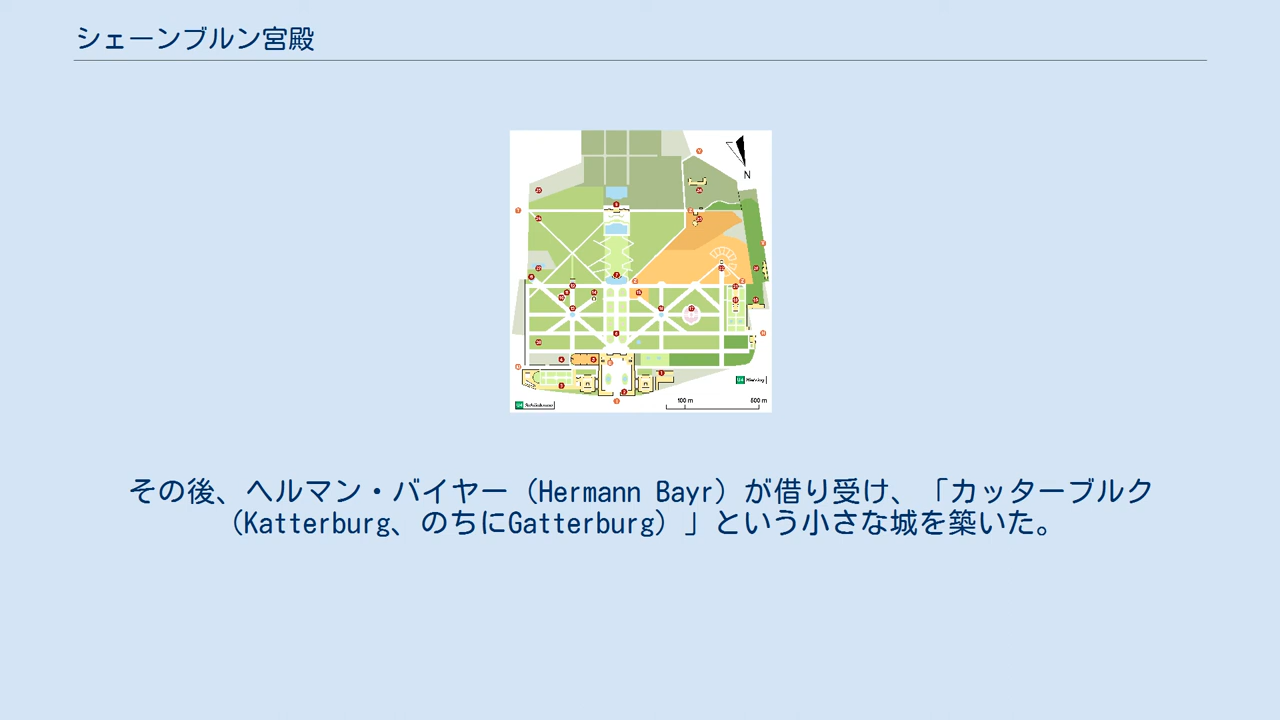 シェーンブルン宮殿
N
100 m
500 m
その後、ヘルマン・バイヤー（Hermann Bayr）が借り受け、「カッターブルク
（Katterburg、のちにGatterburg）」という小さな城を築いた。